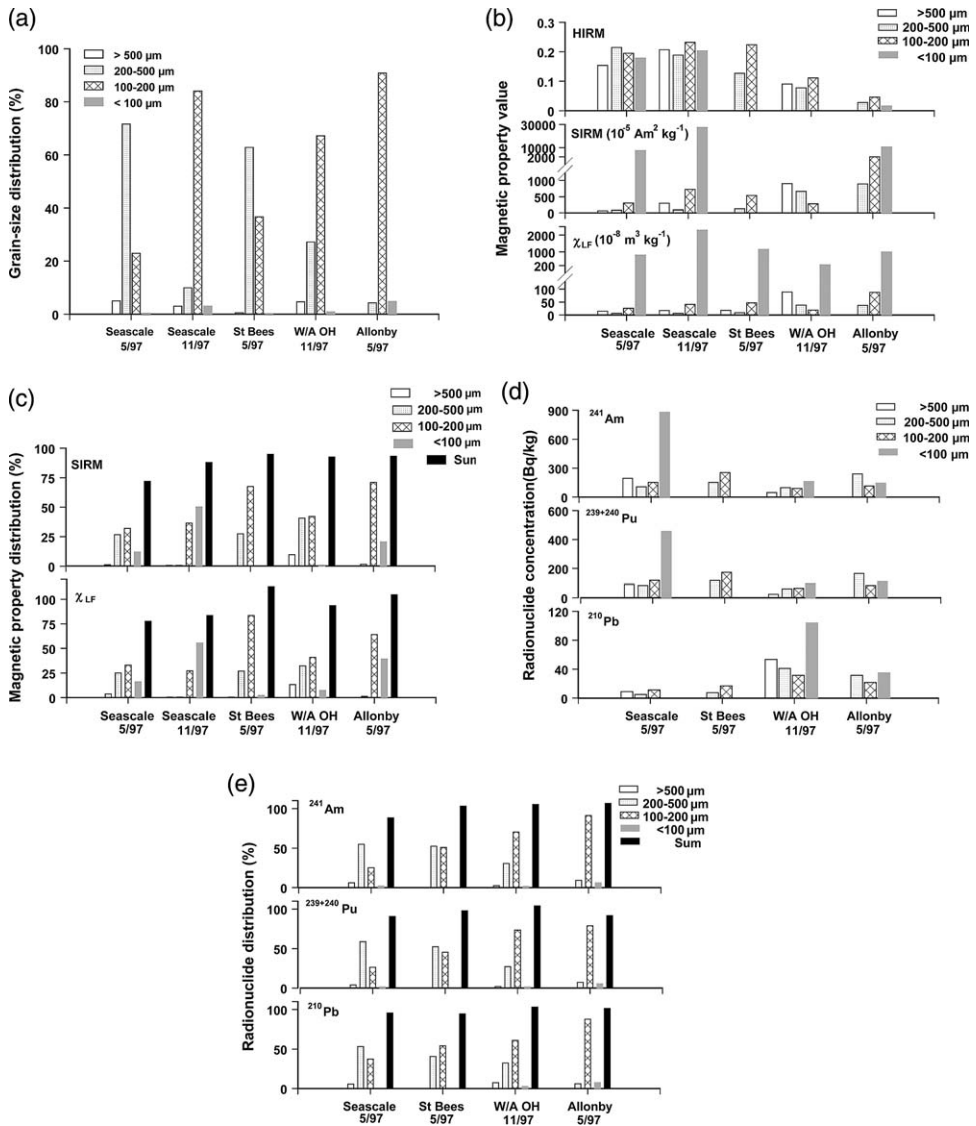 (a)
> 500 µm
200-500 µm
100-200 µm
< 100 µm
Grain-size distribution (%)
100
80
60
40
20
0
Seascale Seascale St Bees W/A OH Allonby
5/97 11/97 5/97 11/97 5/97
(b)
>500 µm
200-500 µm
100-200 µm
<100 µm
Magnetic property value
HIRM
0.3
0.2
0.1
0
SIRM (10-5 Am2 kg-1)
30000
10000
2000
1000
500
0
χLF (10-8 m3 kg-1)
2000
1000
200
100
50
0
Seascale Seascale St Bees W/A OH Allonby
5/97 11/97 5/97 11/97 5/97
(c)
>500 µm
200-500 µm
100-200 µm
<100 µm
Sun
Magnetic property distribution (%)
SIRM
100
75
50
25
0
χ LF
100
75
50
25
0
Seascale Seascale St Bees W/A OH Allonby
5/97 11/97 5/97 11/97 5/97
(d)
>500 µm
200-500 µm
100-200 µm
<100 µm
Radionuclide concentration(Bq/kg)
241Am
900
600
300
0
239+240 Pu
600
400
200
0
210Pb
120
80
40
0
Seascale St Bees W/A OH Allonby
5/97 5/97 11/97 5/97
(e)
>500 µm
200-500 µm
100-200 µm
<100 µm
Sum
Radionuclide distribution (%)
241Am
100
50
0
239+240 Pu
100
50
0
210Pb
100
50
0
Seascale St Bees W/A OH Allonby
5/97 5/97 11/97 5/97